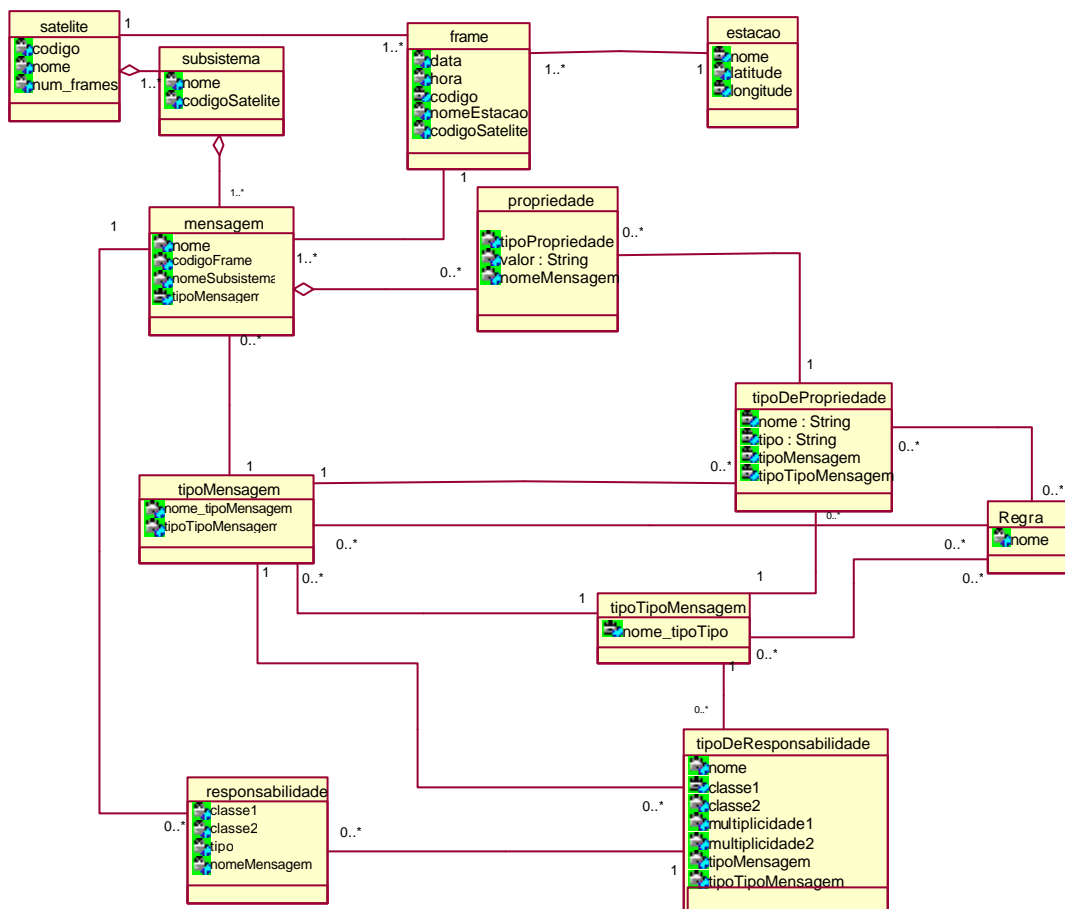 satelite
codigo
nome
num_frames
1
1..*
subsistema
nome
codigoSatelite
1..*
frame
data
hora
codigo
nomeEstacao
codigoSatelite
1..*
1
estacao
nome
latitude
longitude
1
1..*
1
mensagem
nome
codigoFrame
nomeSubsistema
tipoMensagem
1..*
0..*
0..*
propriedade
tipoPropriedade
valor : String
nomeMensagem
0..*
1
tipoDePropriedade
nome : String
tipo : String
tipoMensagem
tipoTipoMensagem
0..*
0..*
0..*
1
1
tipoMensagem
nome_tipoMensagem
tipoTipoMensagem
0..*
0..*
1
0..*
Regra
nome
0..*
0..*
1
1
tipoTipoMensagem
nome_tipoTipo
0..*
1
0..*
tipoDeResponsabilidade
nome
classe1
classe2
multiplicidade1
multiplicidade2
tipoMensagem
tipoTipoMensagem
0..*
1
responsabilidade
classe1
classe2
tipo
nomeMensagem
0..*
0..*